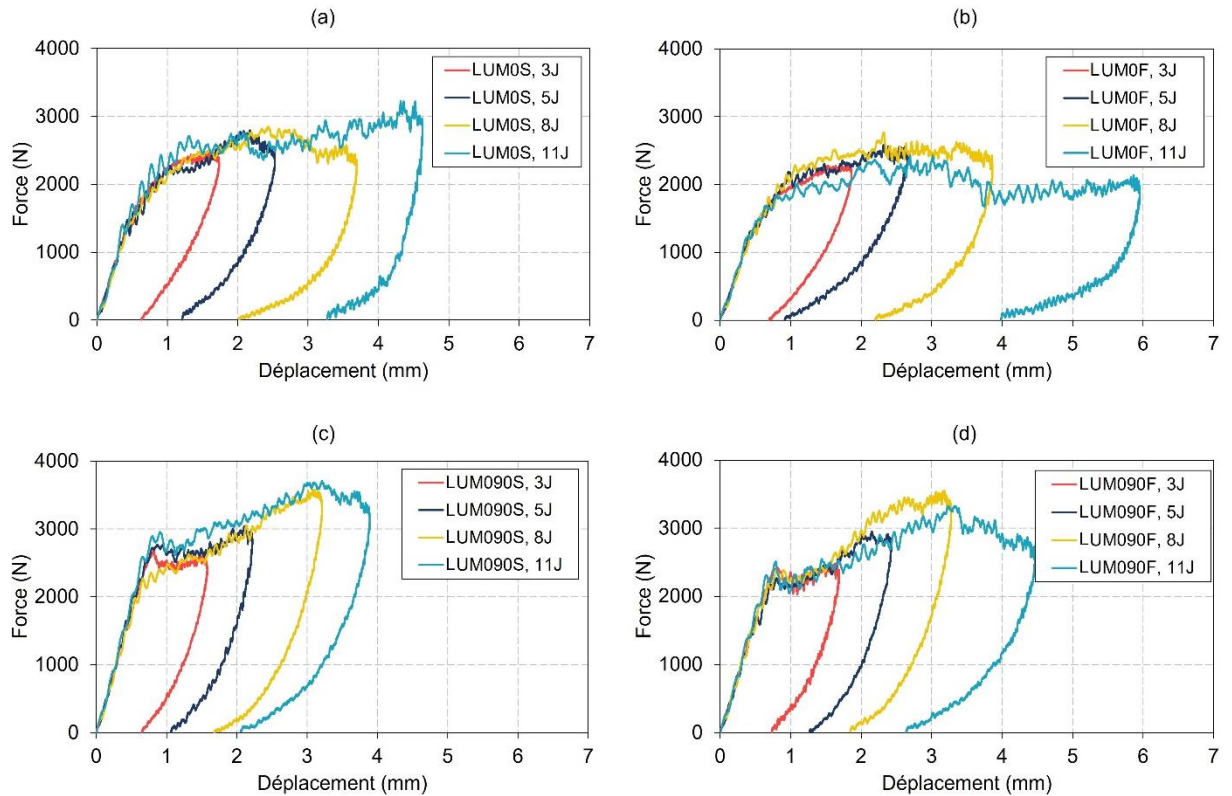 (a)
4000
3000
2000
1000
0
Force (N)
LUM0S, 3J
LUM0S, 5J
LUM0S, 8J
LUM0S, 11J
0 1 2 3 4 5 6 7
Déplacement (mm)
(b)
4000
3000
2000
1000
0
Force (N)
LUM0F, 3J
LUM0F, 5J
LUM0F, 8J
LUM0F, 11J
0 1 2 3 4 5 6 7
Déplacement (mm)
(c)
4000
3000
2000
1000
0
Force (N)
LUM090S, 3J
LUM090S, 5J
LUM090S, 8J
LUM090S, 11J
0 1 2 3 4 5 6 7
Déplacement (mm)
(d)
4000
3000
2000
1000
0
Force (N)
LUM090F, 3J
LUM090F, 5J
LUM090F, 8J
LUM090F, 11J
0 1 2 3 4 5 6 7
Déplacement (mm)